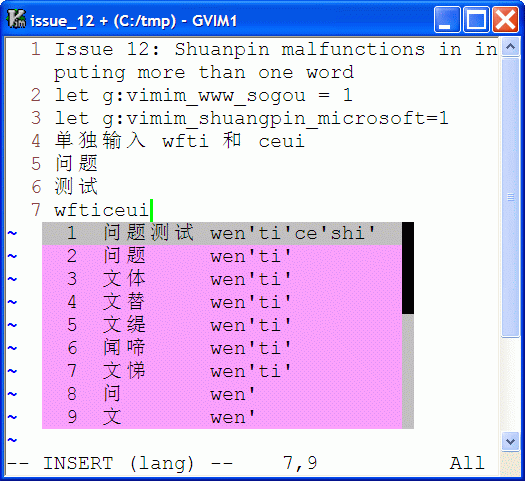 issue_12 + (C:/tmp) - GVIM1
1 Issue 12: Shuanpin malfunctions in in
puting more than one word
2 let g:vimim_www_sogou = 1
3 let g:vimim_shuangpin_microsoft=1
4 单独输入 wfti 和 ceui
5 问题
6 测试
7 wfticeui
~ 1 问题测试 wen'ti'ce'shi'
~ 2 问题 wen'ti'
~ 3 文体 wen'ti'
~ 4 文替 wen'ti'
~ 5 文缇 wen'ti'
~ 6 闻啼 wen'ti'
~ 7 文悌 wen'ti'
~ 8 问 wen'
~ 9 文 wen'
~
-- INSERT (lang) -- 7,9 All